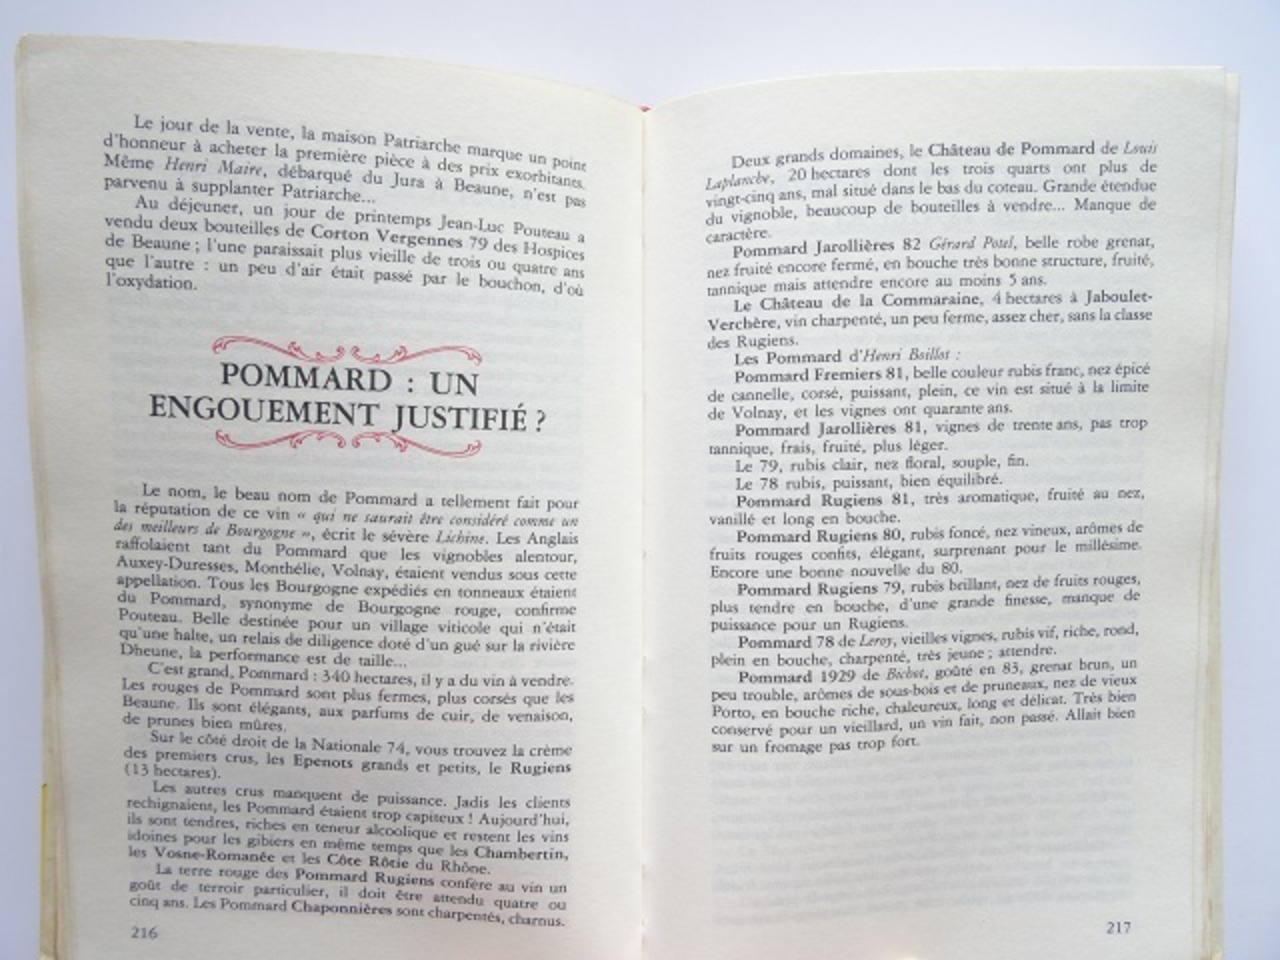 Le jour de la vente, la maison Patriarche marque un point
d'honneur à acheter la première pièce à des prix exorbitants.
Même Henri Maire, débarqué du Jura à Beaune, n'est pas
parvenu à supplanter Patriarche...
Au déjeuner, un jour de printemps Jean-Luc Pouteau a
vendu deux bouteilles de Corton Vergennes 79 des Hospices
de Beaune ; l'une paraissait plus vieille de trois ou quatre ans
que l'autre : un peu d'air était passé par le bouchon, d'où
l'oxydation.
POMMARD : UN
ENGOUEMENT JUSTIFIÉ ?
Le nom, le beau nom de Pommard a tellement fait pour
la réputation de ce vin « qui ne saurait être considéré comme un
des meilleurs de Bourgogne », écrit le sévère Lichine. Les Anglais
raffolaient tant du Pommard que les vignobles alentour,
Auxey-Duresses, Monthélie, Volnay, étaient vendus sous cette
appellation. Tous les Bourgogne expédiés en tonneaux étaient
du Pommard, synonyme de Bourgogne rouge, confirme
Pouteau. Belle destinée pour un village viticole qui n'était
qu'une halte, un relais de diligence doté d'un gué sur la rivière
Dheune, la performance est de taille...
C'est grand, Pommard : 340 hectares, il y a du vin à vendre.
Les rouges de Pommard sont plus fermes, plus corsés que les
Beaune. Ils sont élégants, aux parfums de cuir, de venaison,
de prunes bien mûres.
Sur le côté droit de la Nationale 74, vous trouvez la crème
des premiers crus, les Epenots grands et petits, le Rugiens
(13 hectares).
Les autres crus manquent de puissance. Jadis les clients
rechignaient, les Pommard étaient trop capiteux ! Aujourd'hui,
ils sont tendres, riches en teneur alcoolique et restent les vins
idoines pour les gibiers en même temps que les Chambertin,
les Vosne-Romanée et les Côte Rôtie du Rhône.
La terre rouge des Pommard Rugiens confère au vin un
goût de terroir particulier, il doit être attendu quatre ou
cinq ans. Les Pommard Chaponnières sont charpentés, charnus.
216
Deux grands domaines, le Château de Pommard de Louis
Laplanche, 20 hectares dont les trois quarts ont plus de
vingt-cinq ans, mal situé dans le bas du coteau. Grande étendue
du vignoble, beaucoup de bouteilles à vendre... Manque de
caractère.
Pommard Jarollières 82 Gérard Potel, belle robe grenat,
nez fruité encore fermé, en bouche très bonne structure, fruité,
tannique mais attendre encore au moins 5 ans.
Le Château de la Commaraine, 4 hectares à Jaboulet-
Verchère, vin charpenté, un peu ferme, assez cher, sans la classe
des Rugiens.
Les Pommard d'Henri Boillot :
Pommard Fremiers 81, belle couleur rubis franc, nez épicé
de cannelle, corsé, puissant, plein, ce vin est situé à la limite
de Volnay, et les vignes ont quarante ans.
Pommard Jarollières 81, vignes de trente ans, pas trop
tannique, frais, fruité, plus léger.
Le 79, rubis clair, nez floral, souple, fin.
Le 78 rubis, puissant, bien équilibré.
Pommard Rugiens 81, très aromatique, fruité au nez,
vanillé et long en bouche.
Pommard Rugiens 80, rubis foncé, nez vineux, arômes de
fruits rouges confits, élégant, surprenant pour le millésime.
Encore une bonne nouvelle du 80.
Pommard Rugiens 79, rubis brillant, nez de fruits rouges,
plus tendre en bouche, d'une grande finesse, manque de
puissance pour un Rugiens.
Pommard 78 de Leroy, vieilles vignes, rubis vif, riche, rond,
plein en bouche, charpenté, très jeune ; attendre.
Pommard 1929 de Bichot, goûté en 83, grenat brun, un
peu trouble, arômes de sous-bois et de pruneaux, nez de vieux
Porto, en bouche riche, chaleureux, long et délicat. Très bien
conservé pour un vieillard, un vin fait, non passé. Allait bien
sur un fromage pas trop fort.
217